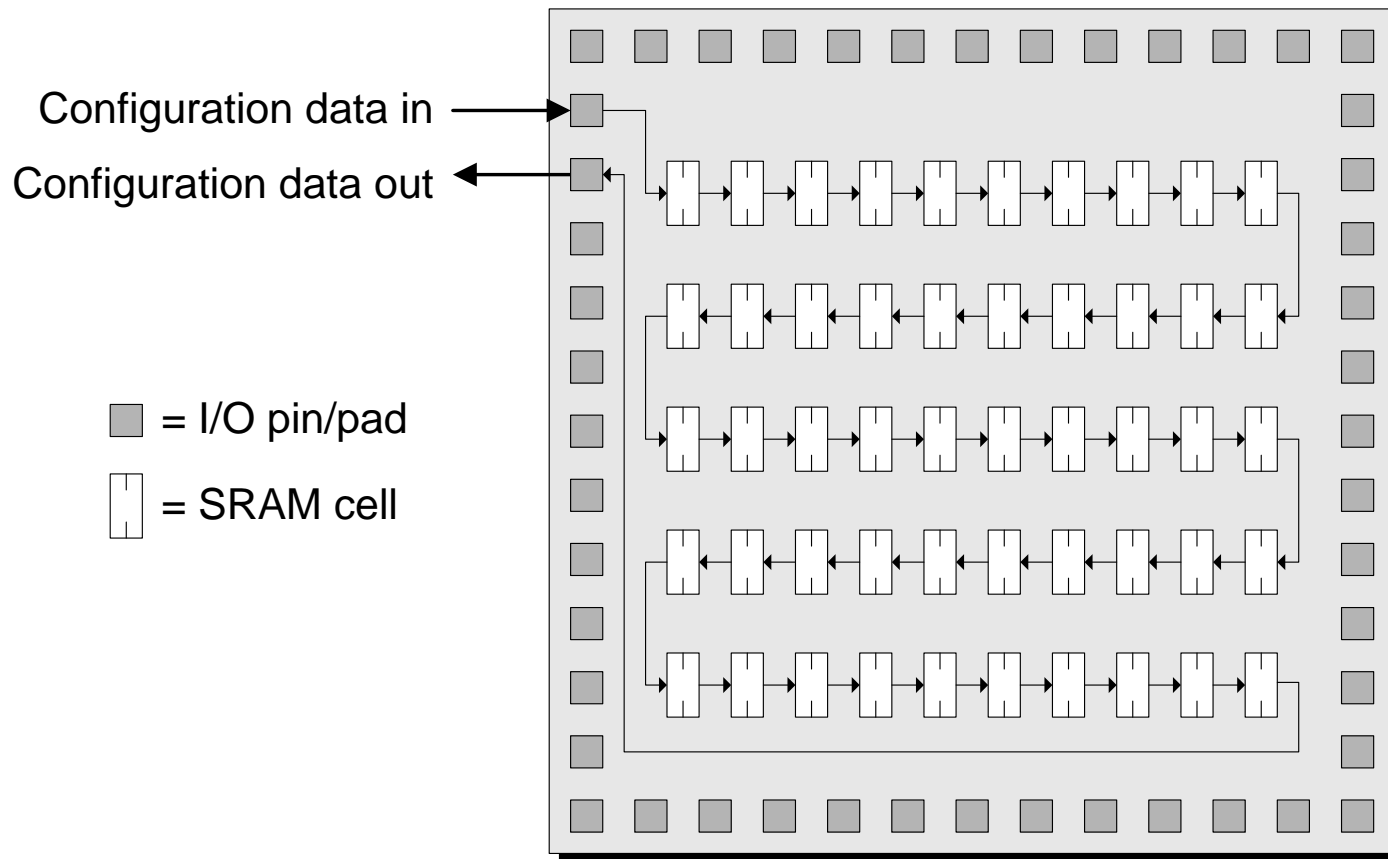 Configuration data in
Configuration data out
= I/O pin/pad
= SRAM cell